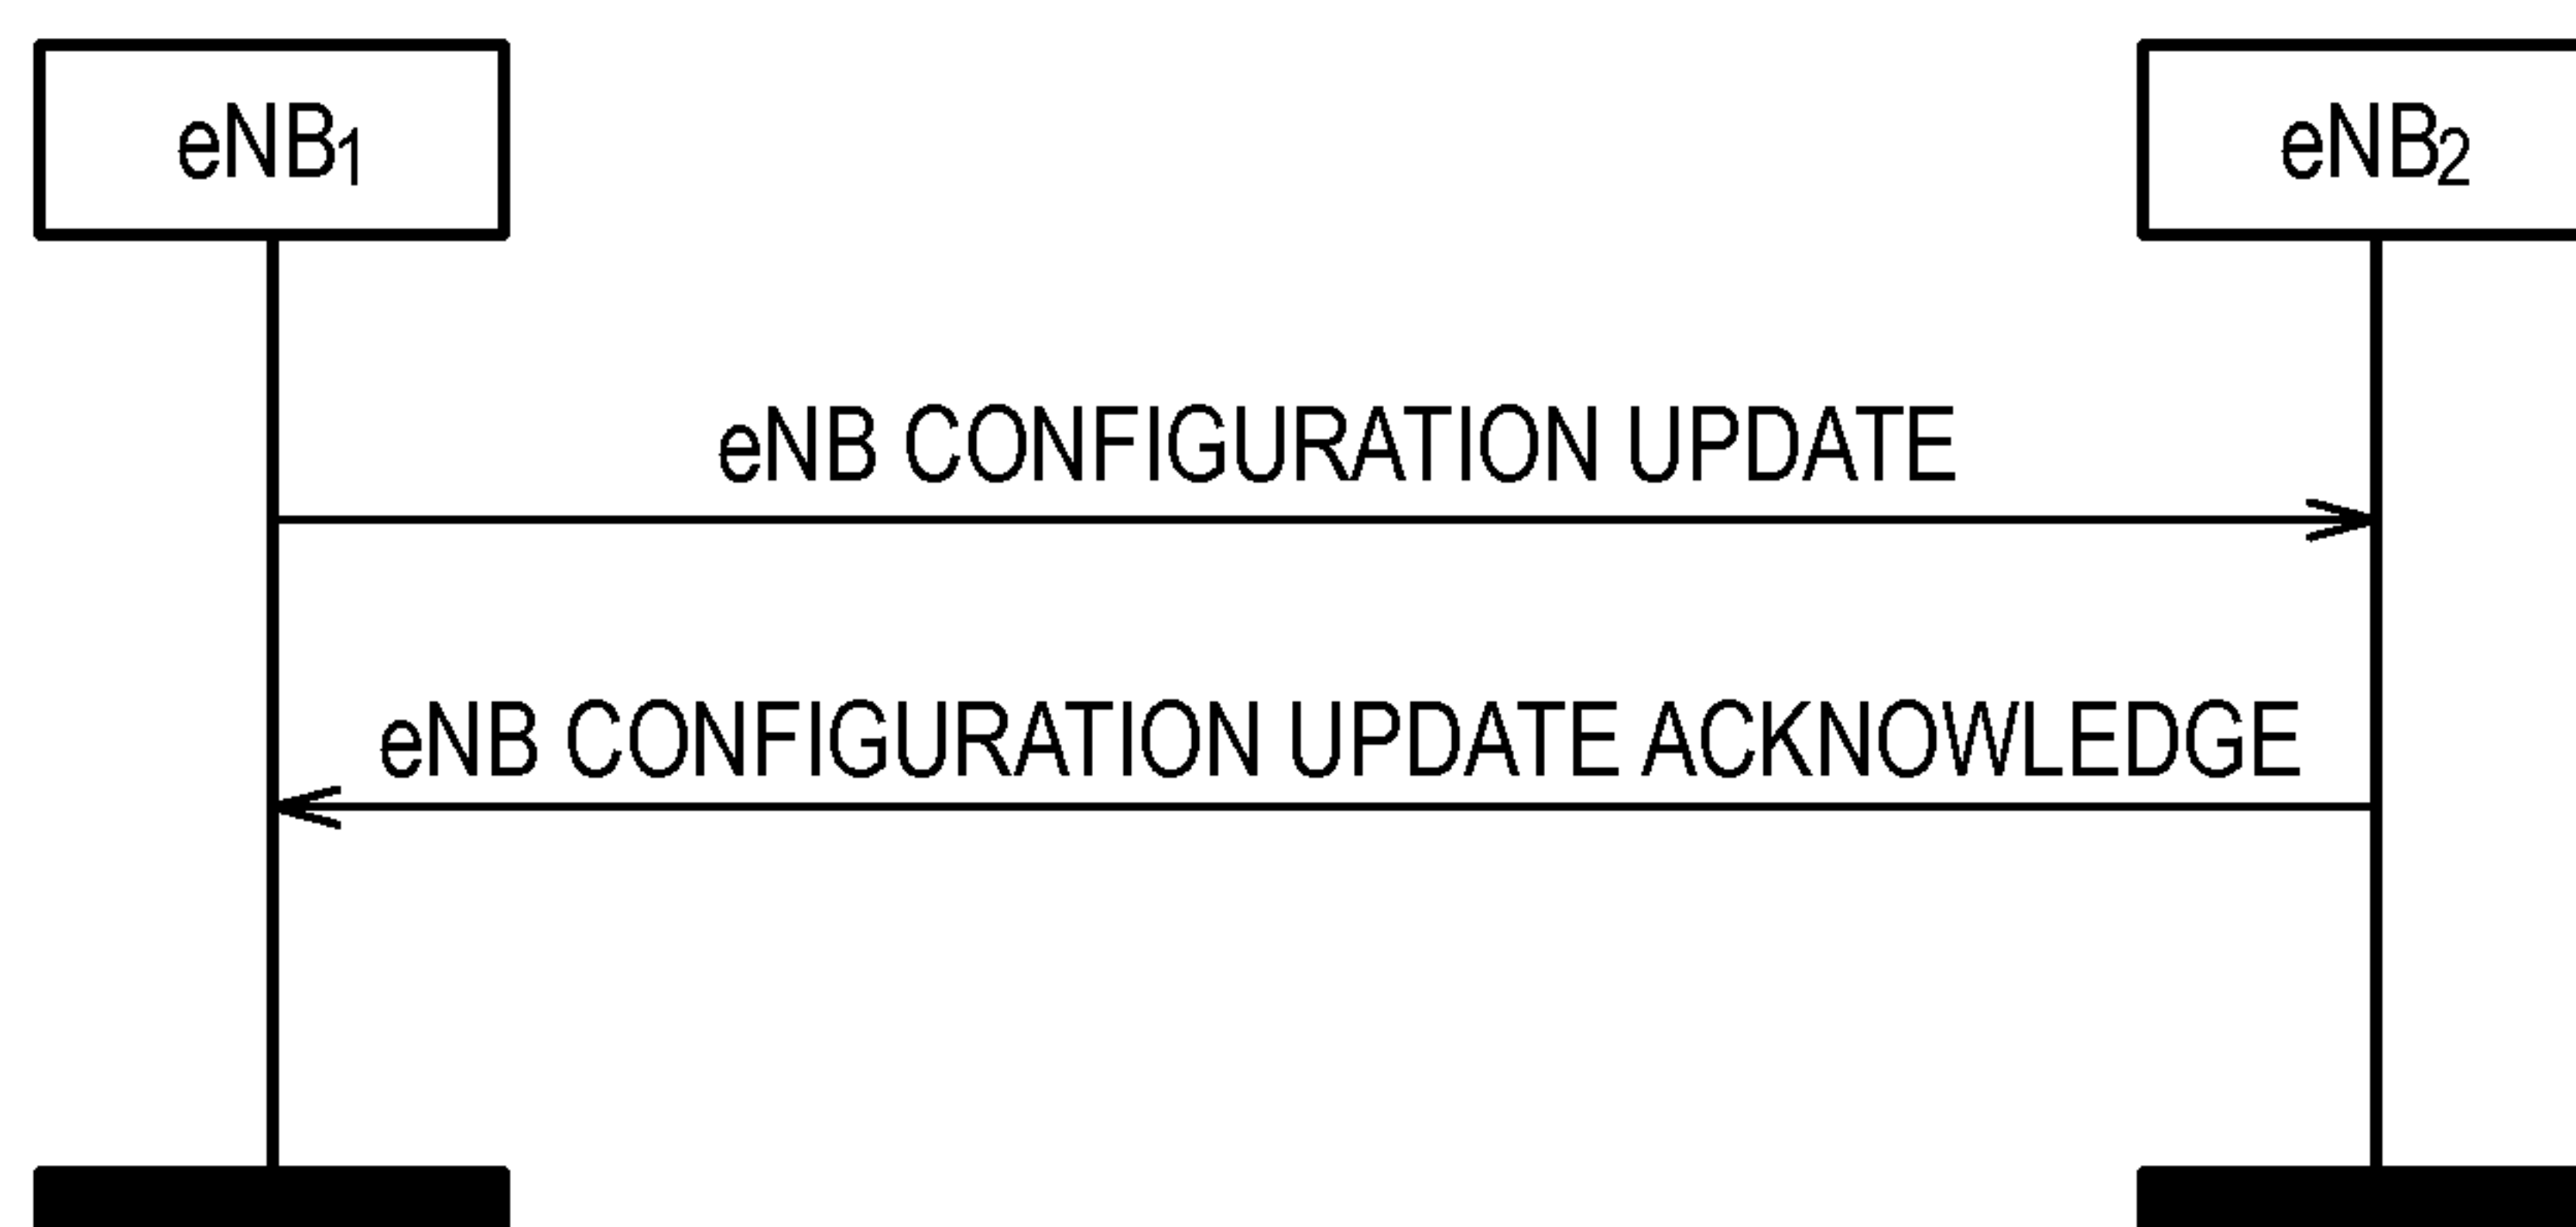 eNB1
eNB2
eNB CONFIGURATION UPDATE
eNB CONFIGURATION UPDATE ACKNOWLEDGE